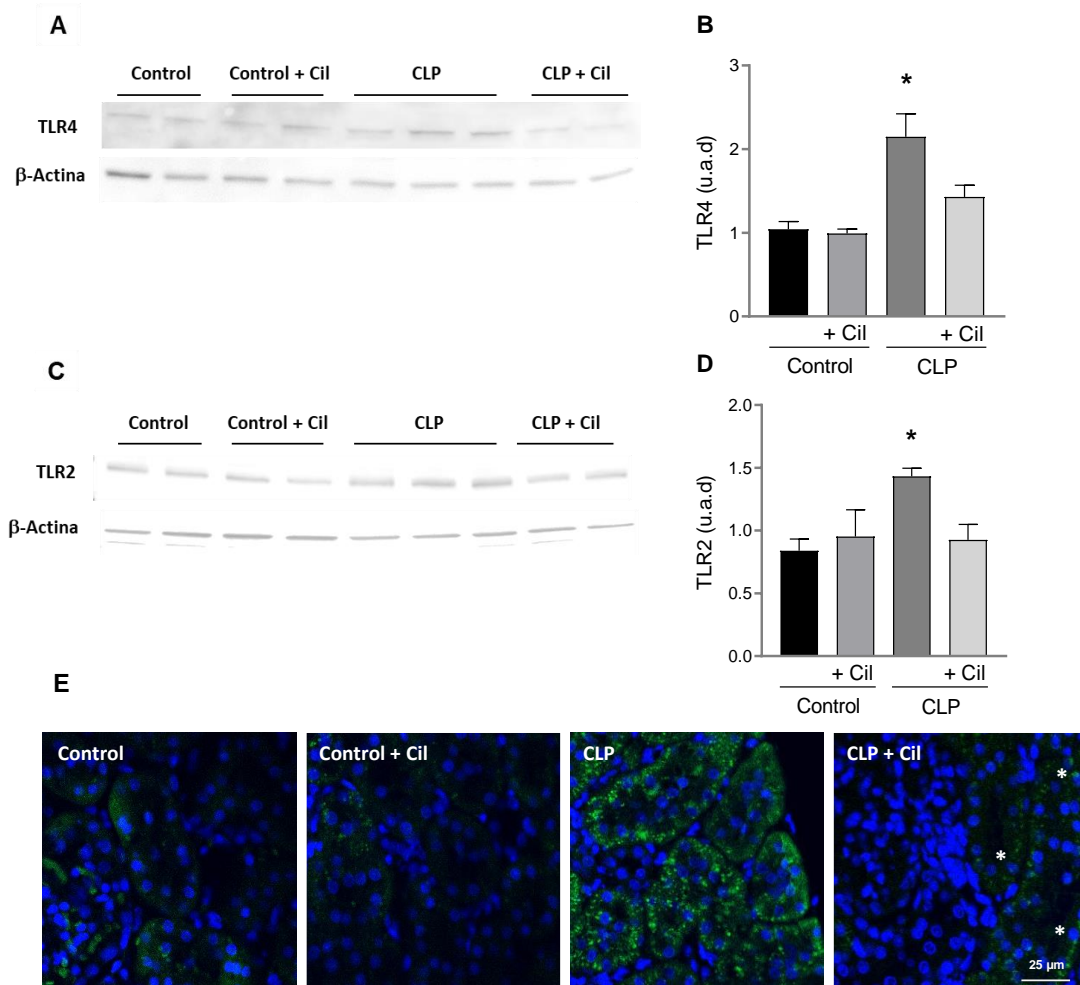 A
Control Control + Cil CLP CLP + Cil
TLR4
β-Actina
B
TLR4 (u.a.d)
3
*
2
1
0
+ Cil + Cil
Control CLP
C
Control Control + Cil CLP CLP + Cil
TLR2
β-Actina
D
TLR2 (u.a.d)
2.0
*
1.5
1.0
0.5
0.0
+ Cil + Cil
Control CLP
E
Control Control + Cil CLP CLP + Cil
*
*
*
25 µm